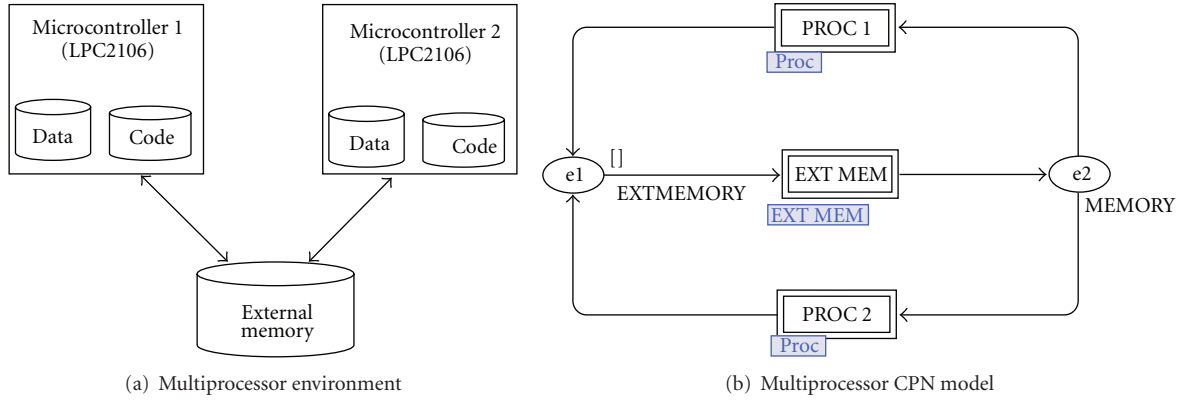 Microcontroller 1
(LPC2106)
Data
Code
Microcontroller 2
(LPC2106)
Data
Code
External
memory
(a) Multiprocessor environment
PROC 1
Proc
e1
[]
EXTMEMORY
EXT MEM
EXT MEM
e2
MEMORY
PROC 2
Proc
(b) Multiprocessor CPN model